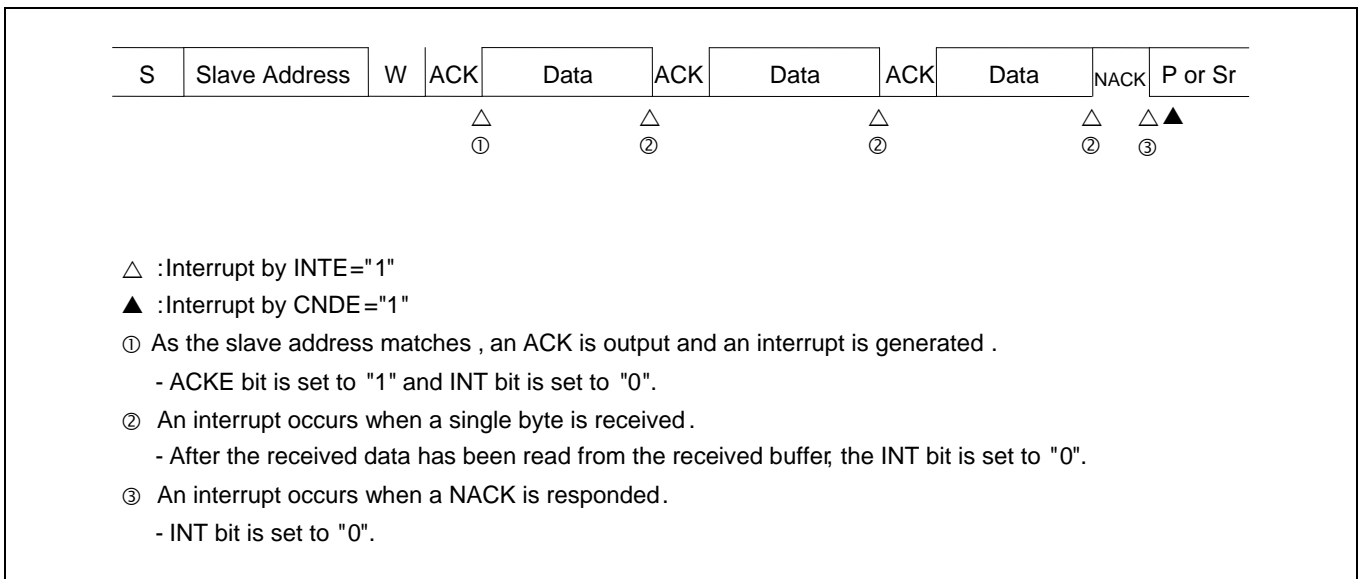 S Slave Address W ACK Data ACK Data ACK Data NACK P or Sr
△ △ △ △ △ ▲
① ② ② ② ③
△ :Interrupt by INTE="1"
▲ :Interrupt by CNDE="1"
① As the slave address matches , an ACK is output and an interrupt is generated .
- ACKE bit is set to "1" and INT bit is set to "0".
② An interrupt occurs when a single byte is received .
- After the received data has been read from the received buffer, the INT bit is set to "0".
③ An interrupt occurs when a NACK is responded .
- INT bit is set to "0".